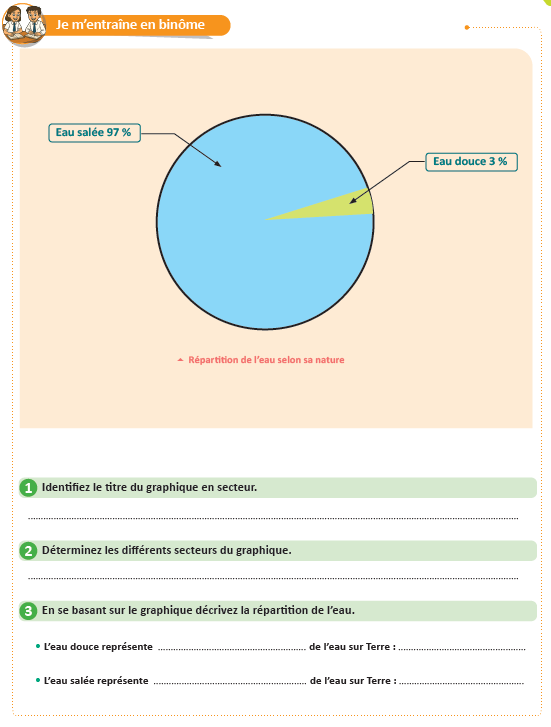 Je m'entraîne en binôme
Eau salée 97 %
Eau douce 3 %
Répartition de l'eau selon sa nature
1 Identifiez le titre du graphique en secteur.
2 Déterminez les différents secteurs du graphique.
3 En se basant sur le graphique décrivez la répartition de l'eau.
• L'eau douce représente ........................ de l'eau sur Terre : ........................
• L'eau salée représente ........................ de l'eau sur Terre : ........................